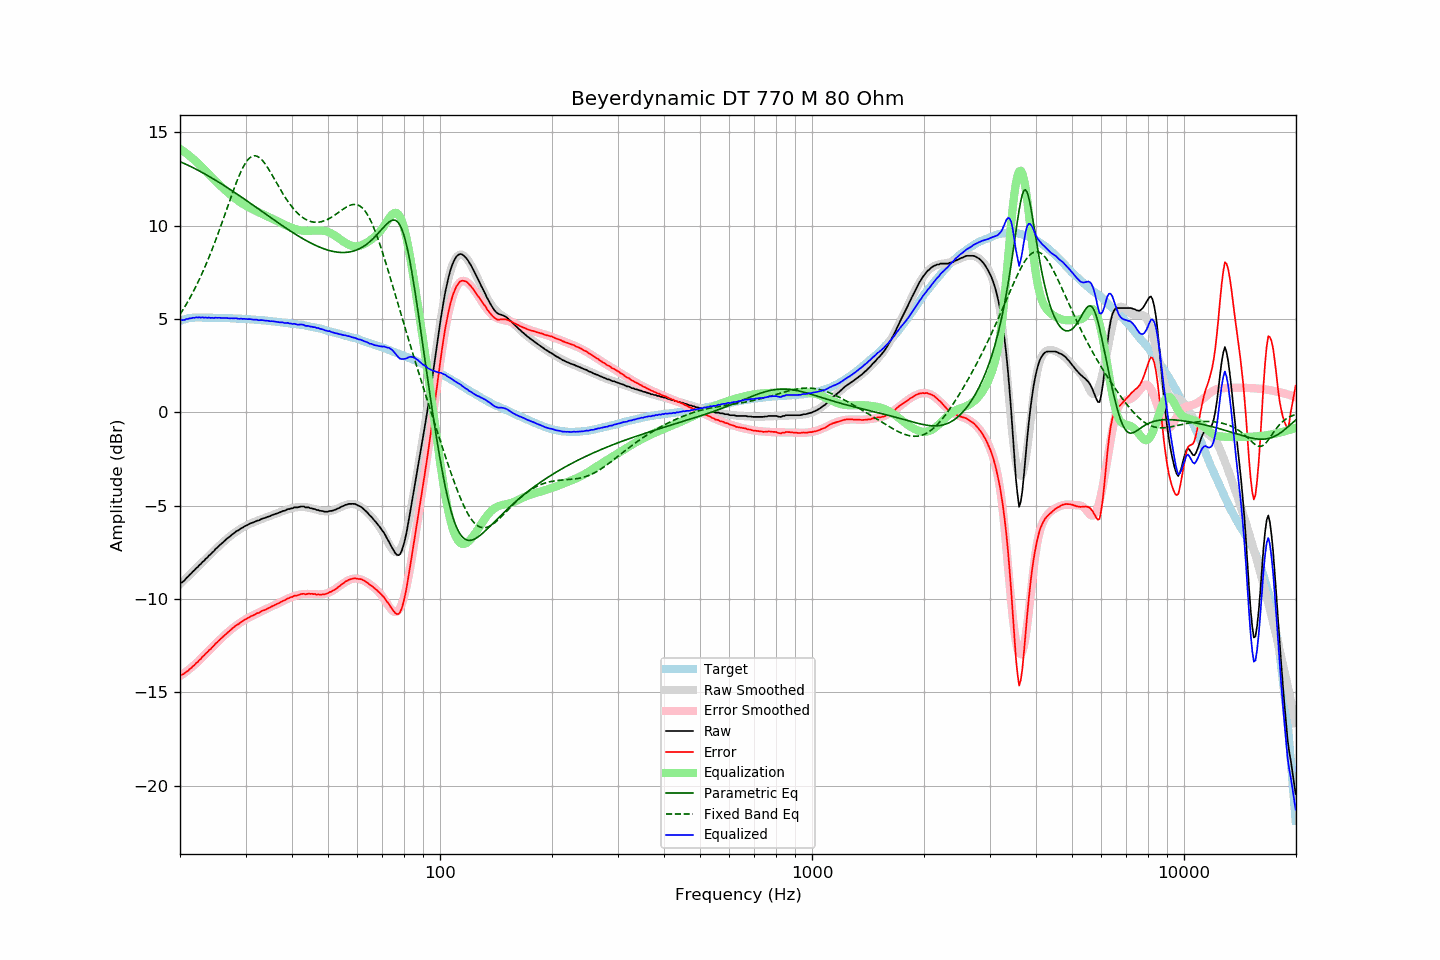 Beyerdynamic DT 770 M 80 Ohm
Amplitude (dBr)
15
10
5
0
−5
−10
−15
−20
Target
Raw Smoothed
Error Smoothed
Raw
Error
Equalization
Parametric Eq
Fixed Band Eq
Equalized
100
1000
10000
Frequency (Hz)